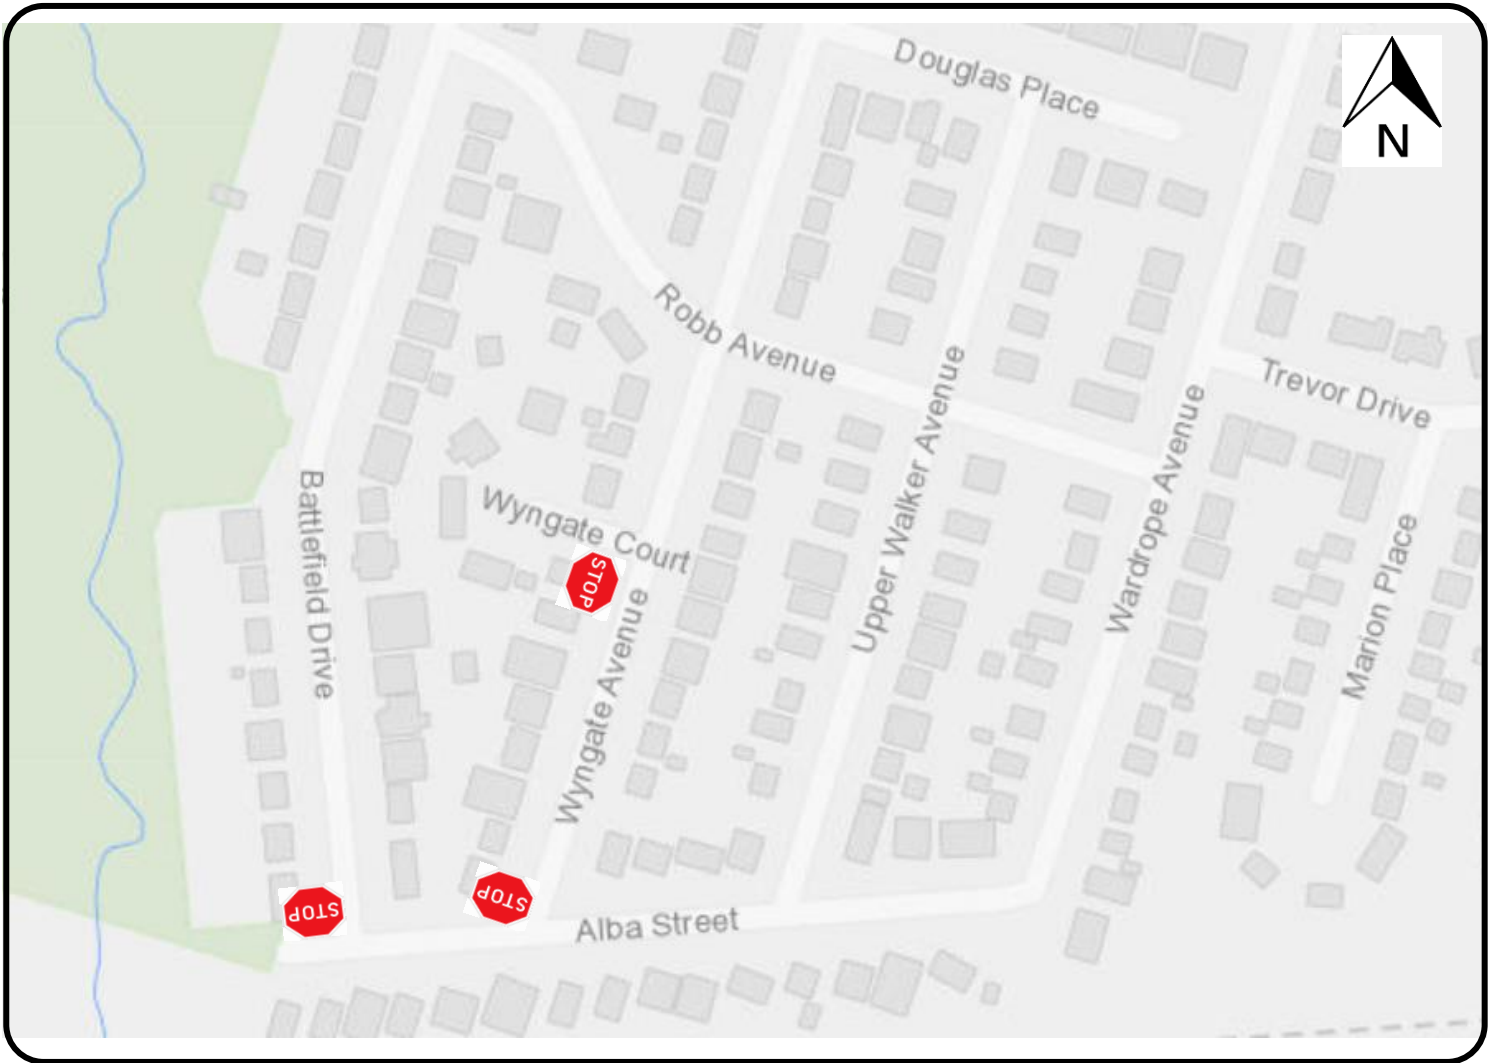 Douglas Place
N
Robb Avenue
Trevor Drive
Upper Walker Avenue
Wardrope Avenue
Battlefield Drive
Wyngate Court
Marion Place
STOP
Wyngate Avenue
STOP
STOP
Alba Street